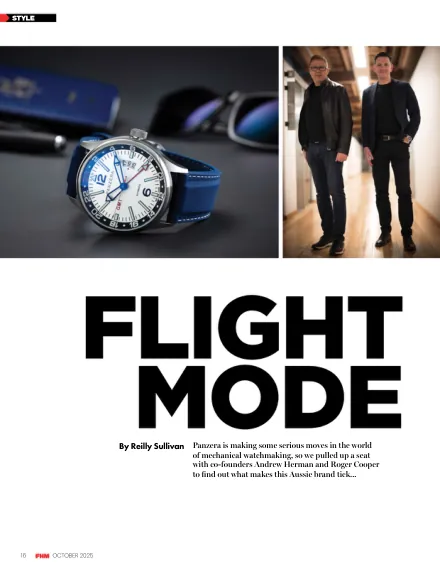 STYLE
FLIGHT
MODE
By Reilly Sullivan
Panzera is making some serious moves in the world
of mechanical watchmaking, so we pulled up a seat
with co-founders Andrew Herman and Roger Cooper
to find out what makes this Aussie brand tick...
16 FHM OCTOBER 2025